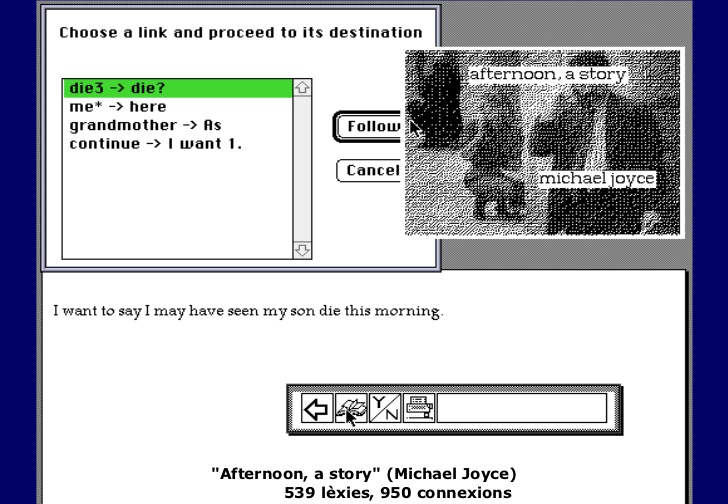 Choose a link and proceed to its destination
die3 -> die?
me* -> here
grandmother -> As
continue -> I want 1.
Follow
Cancel
afternoon, a story
michael joyce
I want to say I may have seen my son die this morning.
Y/N
"Afternoon, a story" (Michael Joyce)
539 lèxies, 950 connexions